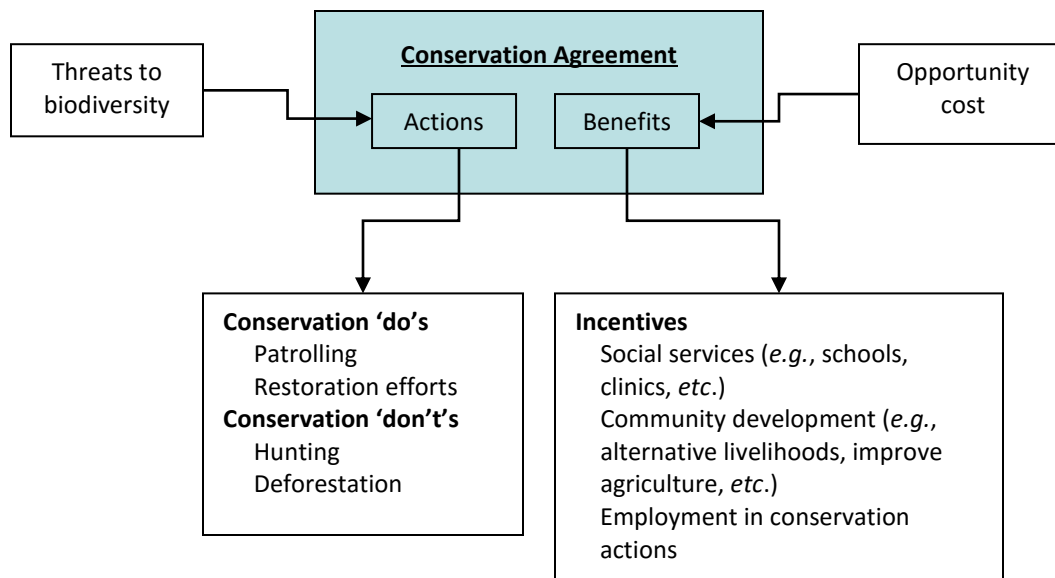 Conservation Agreement
Threats to
biodiversity
Opportunity
cost
Actions
Benefits
Conservation ‘do’s
Patrolling
Restoration efforts
Conservation ‘don’t’s
Hunting
Deforestation
Incentives
Social services (e.g., schools,
clinics, etc.)
Community development (e.g.,
alternative livelihoods, improve
agriculture, etc.)
Employment in conservation
actions